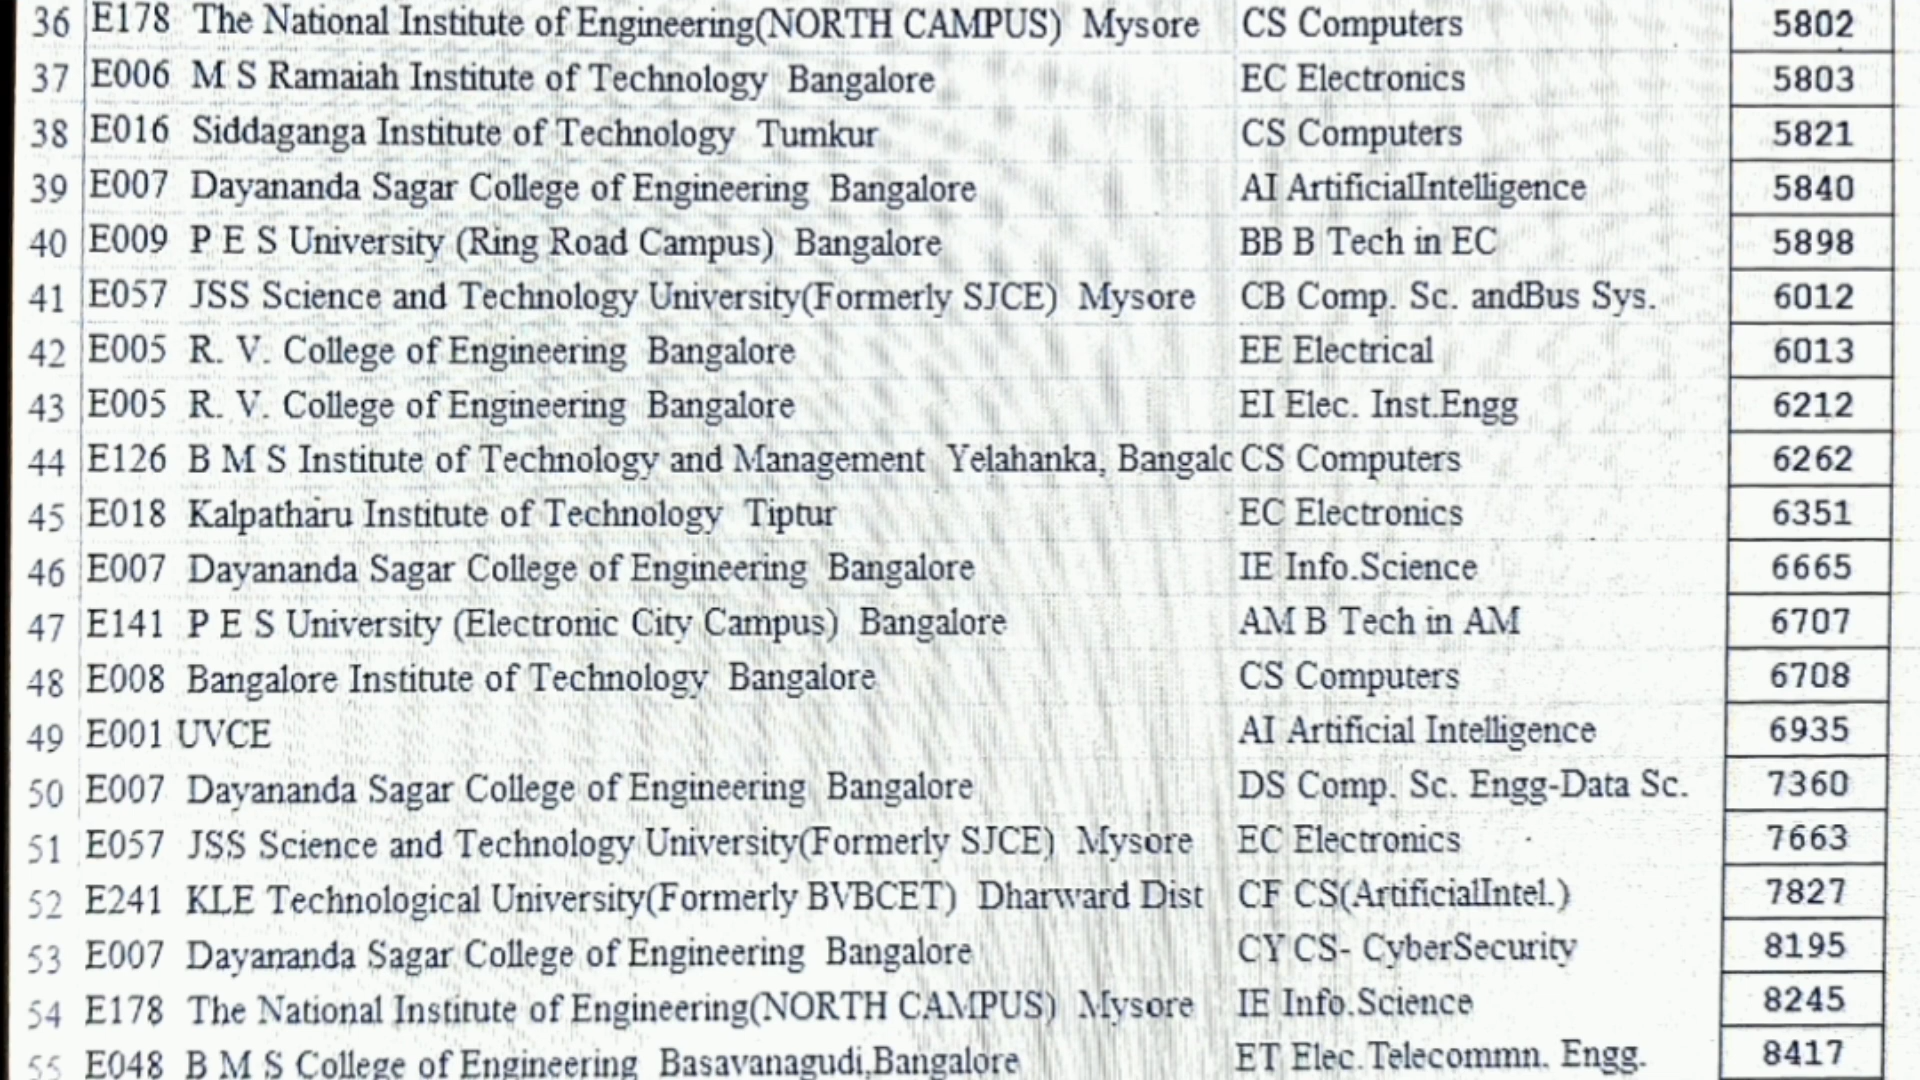 36 E178 The National Institute of Engineering(NORTH CAMPUS) Mysore CS Computers 5802
37 E006 M S Ramaiah Institute of Technology Bangalore EC Electronics 5803
38 E016 Siddaganga Institute of Technology Tumkur CS Computers 5821
39 E007 Dayananda Sagar College of Engineering Bangalore AI ArtificialIntelligence 5840
40 E009 P E S University (Ring Road Campus) Bangalore BB B Tech in EC 5898
41 E057 JSS Science and Technology University(Formerly SJCE) Mysore CB Comp. Sc. andBus Sys. 6012
42 E005 R. V. College of Engineering Bangalore EE Electrical 6013
43 E005 R. V. College of Engineering Bangalore EI Elec. Inst.Engg 6212
44 E126 B M S Institute of Technology and Management Yelahanka, Bangalc CS Computers 6262
45 E018 Kalpatharu Institute of Technology Tiptur EC Electronics 6351
46 E007 Dayananda Sagar College of Engineering Bangalore IE Info.Science 6665
47 E141 P E S University (Electronic City Campus) Bangalore AM B Tech in AM 6707
48 E008 Bangalore Institute of Technology Bangalore CS Computers 6708
49 E001 UVCE AI Artificial Intelligence 6935
50 E007 Dayananda Sagar College of Engineering Bangalore DS Comp. Sc. Engg-Data Sc. 7360
51 E057 JSS Science and Technology University(Formerly SJCE) Mysore EC Electronics 7663
52 E241 KLE Technological University(Formerly BVBCET) Dharward Dist CF CS(ArtificialIntel.) 7827
53 E007 Dayananda Sagar College of Engineering Bangalore CY CS- CyberSecurity 8195
54 E178 The National Institute of Engineering(NORTH CAMPUS) Mysore IE Info.Science 8245
55 E048 B M S College of Engineering Basavanagudi,Bangalore ET Elec.Telecommn. Engg. 8417